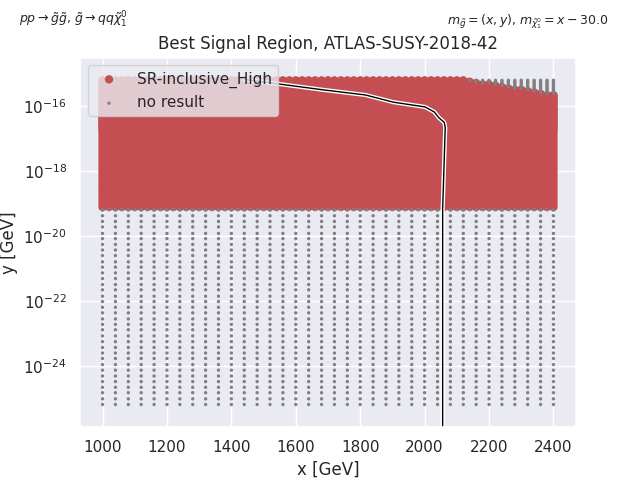 pp → g̃g̃, g̃ → qqχ̃⁰₁ m_g̃ = (x, y), m_χ̃⁰₁ = x − 30.0
Best Signal Region, ATLAS-SUSY-2018-42
SR-inclusive_High
no result
10⁻¹⁶
10⁻¹⁸
10⁻²⁰
10⁻²²
10⁻²⁴
y [GeV]
1000 1200 1400 1600 1800 2000 2200 2400
x [GeV]